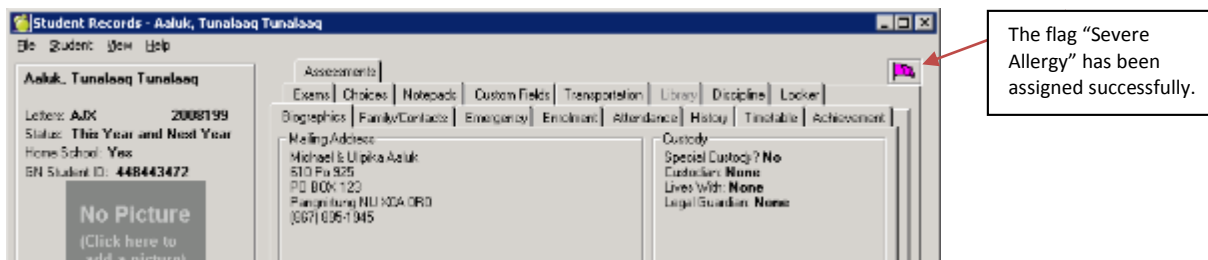 Student Records - Aaluk, Tunalaaq Tunalaaq
File Student View Help
Aaluk, Tunalaaq Tunalaaq
Letters: AJX 2008199
Status: This Year and Next Year
Home School: Yes
GN Student ID: 448443472
No Picture
(Click here to
add a picture)
Assessments
Exams Choices Notepads Custom Fields Transportation Library Discipline Locker
Biographics Family/Contacts Emergency Enrolment Attendance History Timetable Achievement
Mailing Address
Michael & Ulipika Aaluk
PO BOX 123
Pangnirtung NU X0A 0R0
Custody
Special Custody? No
Custodian: None
Lives With: None
Legal Guardian: None
The flag “Severe
Allergy” has been
assigned successfully.